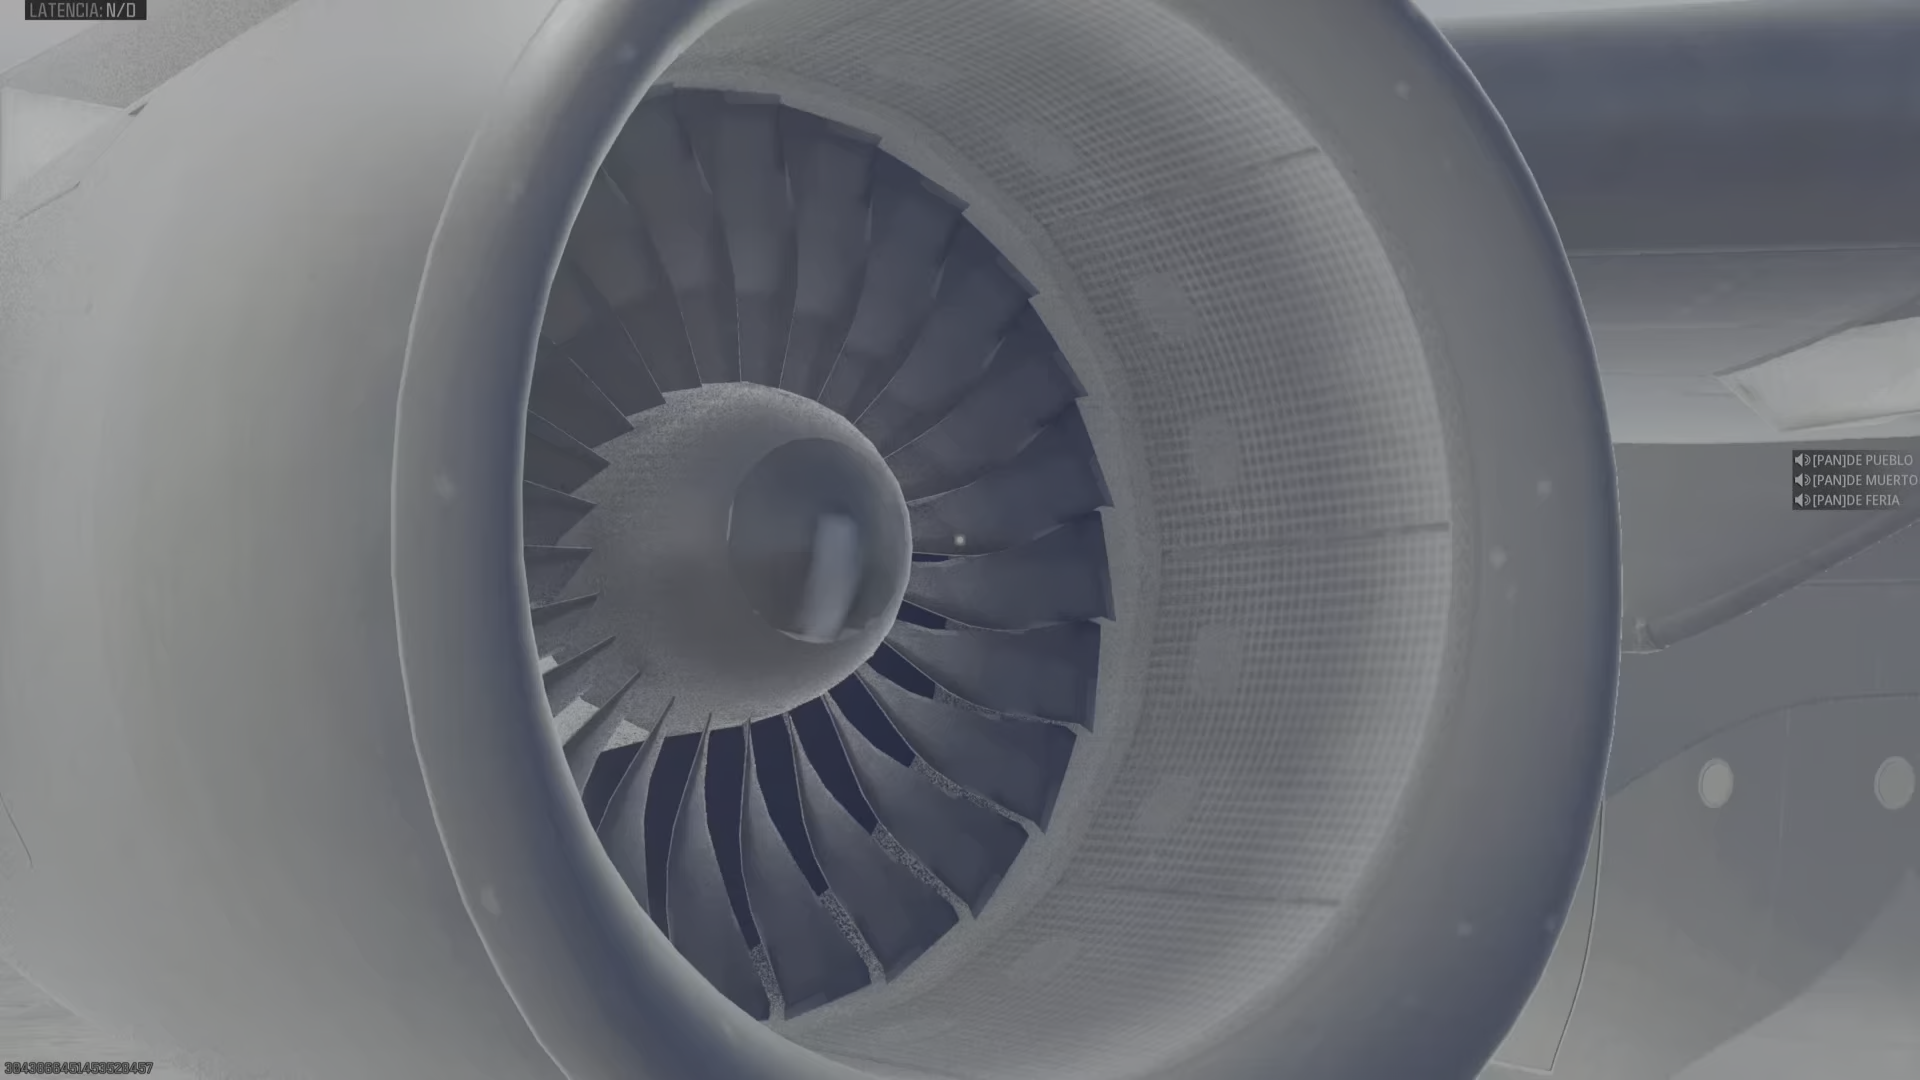 LATENCIA: N/D
[PAN]DE PUEBLO
[PAN]DE MUERTO
[PAN]DE FERIA